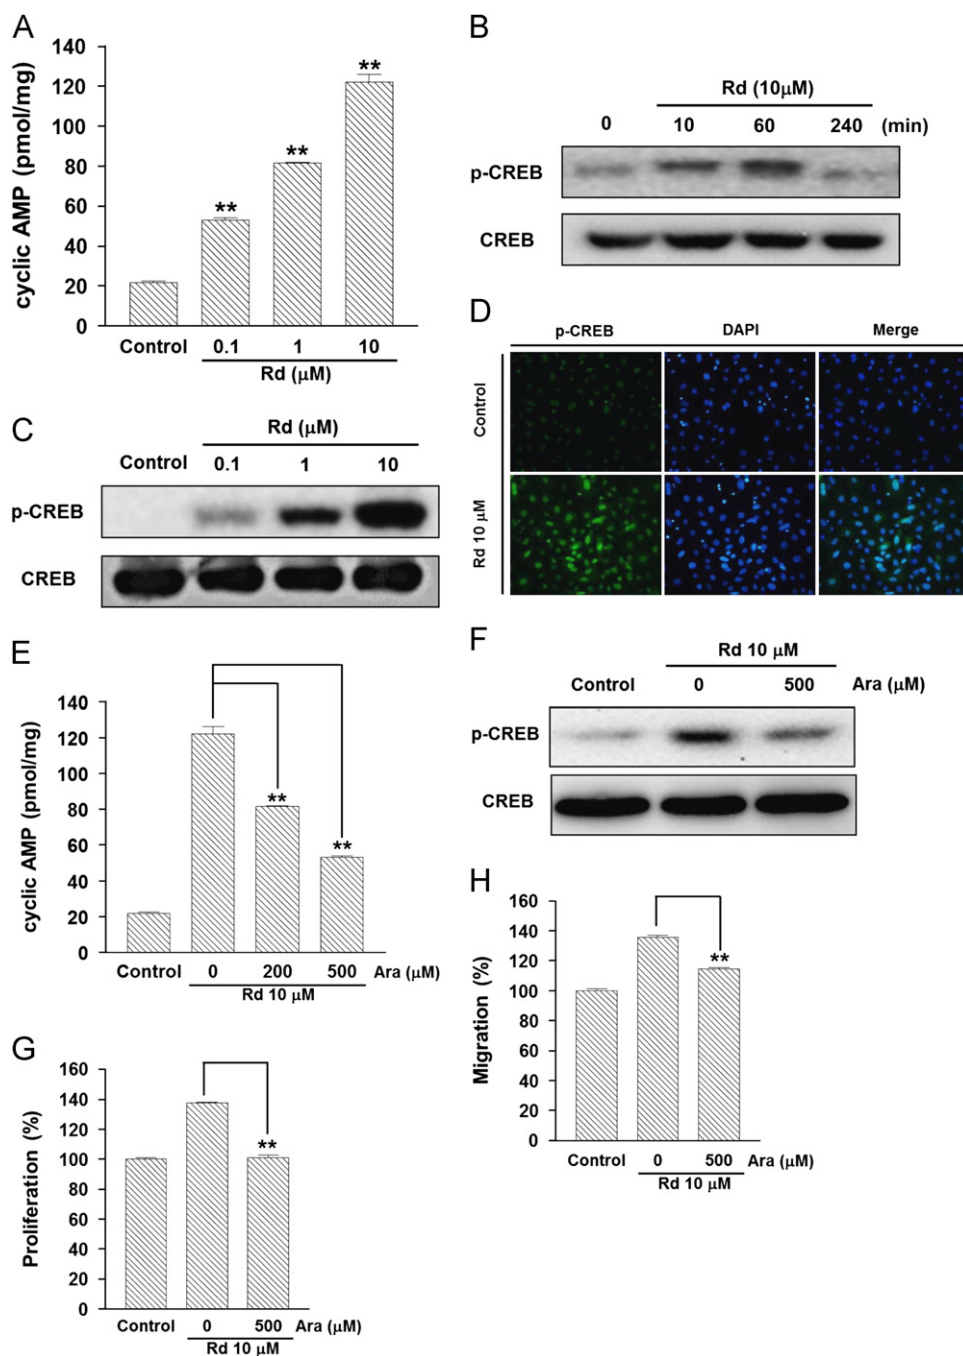 A
cyclic AMP (pmol/mg)
140
120
100
80
60
40
20
0
**
**
**
Control 0.1 1 10
Rd (μM)
B
Rd (10μM)
0 10 60 240 (min)
p-CREB
CREB
C
Rd (μM)
Control 0.1 1 10
p-CREB
CREB
D
p-CREB DAPI Merge
Control
Rd 10 μM
E
cyclic AMP (pmol/mg)
140
120
100
80
60
40
20
0
**
**
Control 0 200 500 Ara (μM)
Rd 10 μM
F
Rd 10 μM
Control 0 500 Ara (μM)
p-CREB
CREB
G
Proliferation (%)
160
140
120
100
80
60
40
20
0
**
Control 0 500 Ara (μM)
Rd 10 μM
H
Migration (%)
160
140
120
100
80
60
40
20
0
**
Control 0 500 Ara (μM)
Rd 10 μM